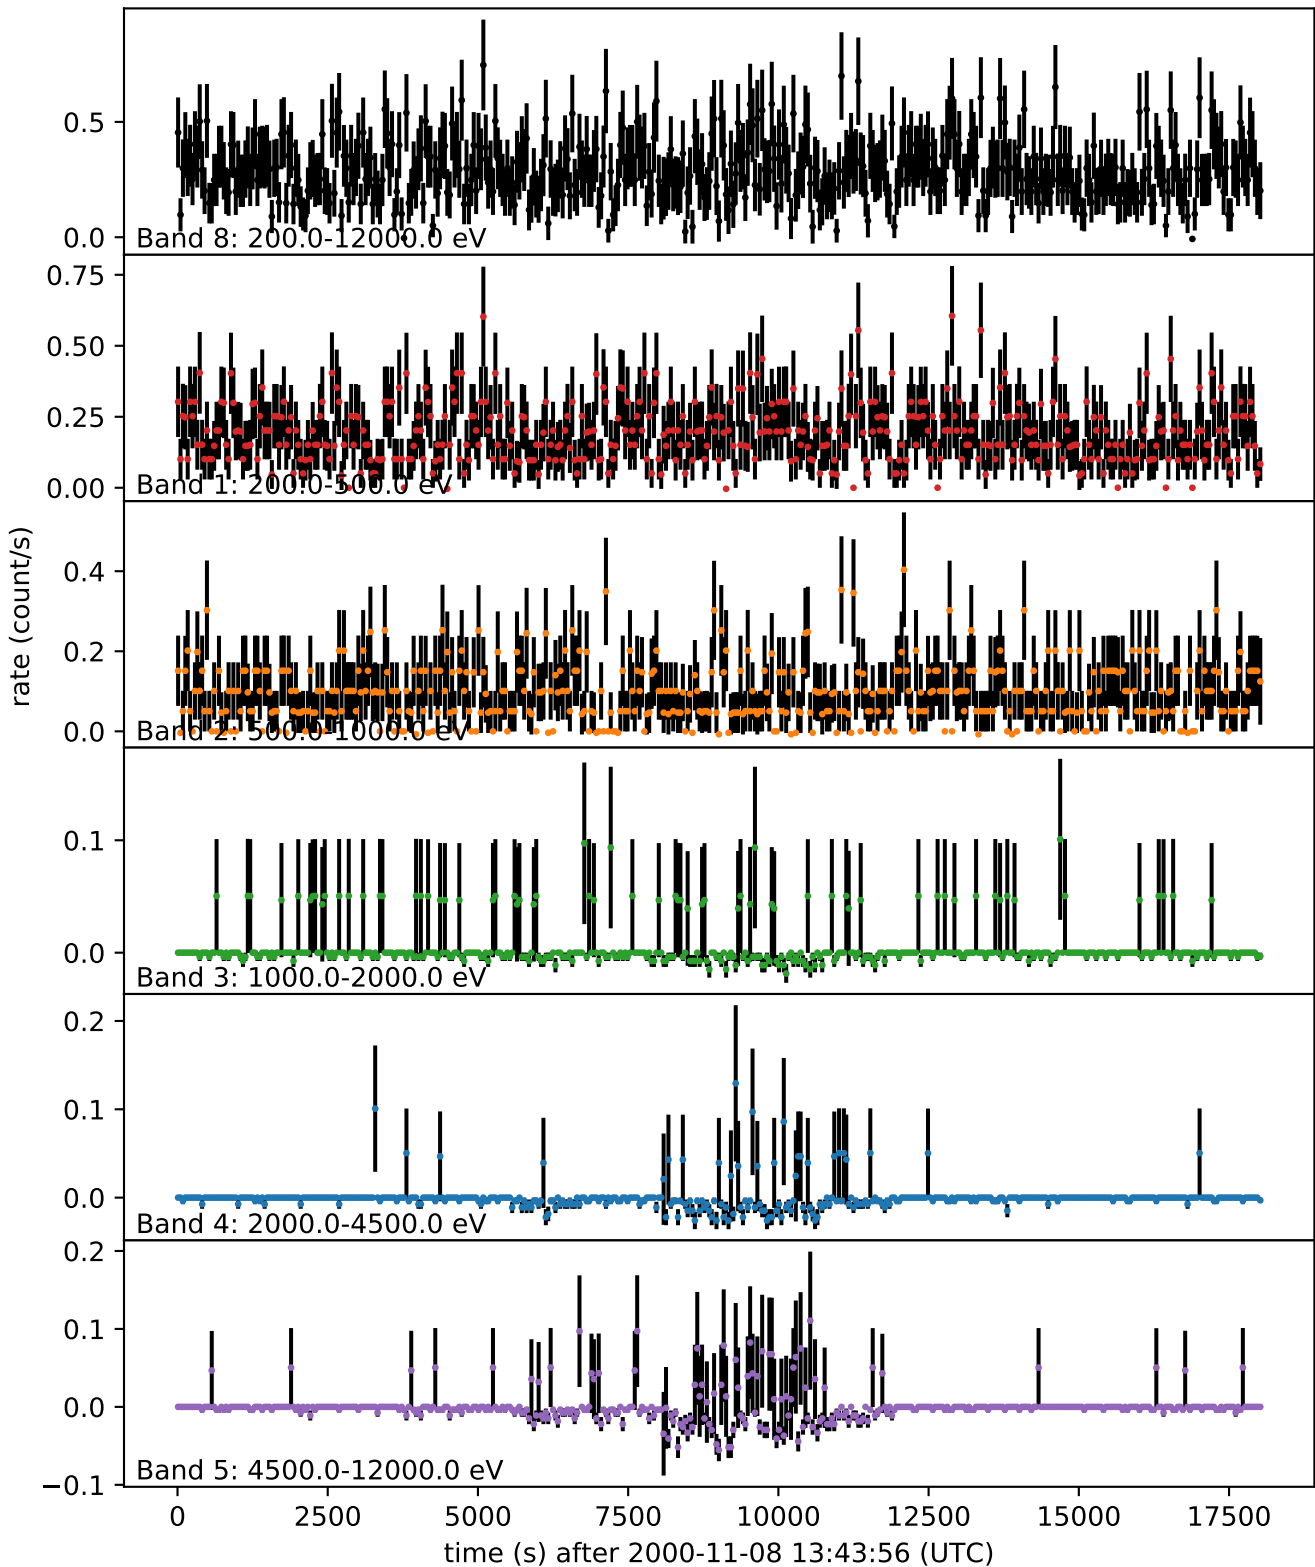 0.5
0.0
Band 8: 200.0-12000.0 eV
0.75
0.50
0.25
0.00
Band 1: 200.0-500.0 eV
rate (count/s)
0.4
0.2
0.0
Band 2: 500.0-1000.0 eV
0.1
0.0
Band 3: 1000.0-2000.0 eV
0.2
0.1
0.0
Band 4: 2000.0-4500.0 eV
0.2
0.1
0.0
−0.1
Band 5: 4500.0-12000.0 eV
0 2500 5000 7500 10000 12500 15000 17500
time (s) after 2000-11-08 13:43:56 (UTC)